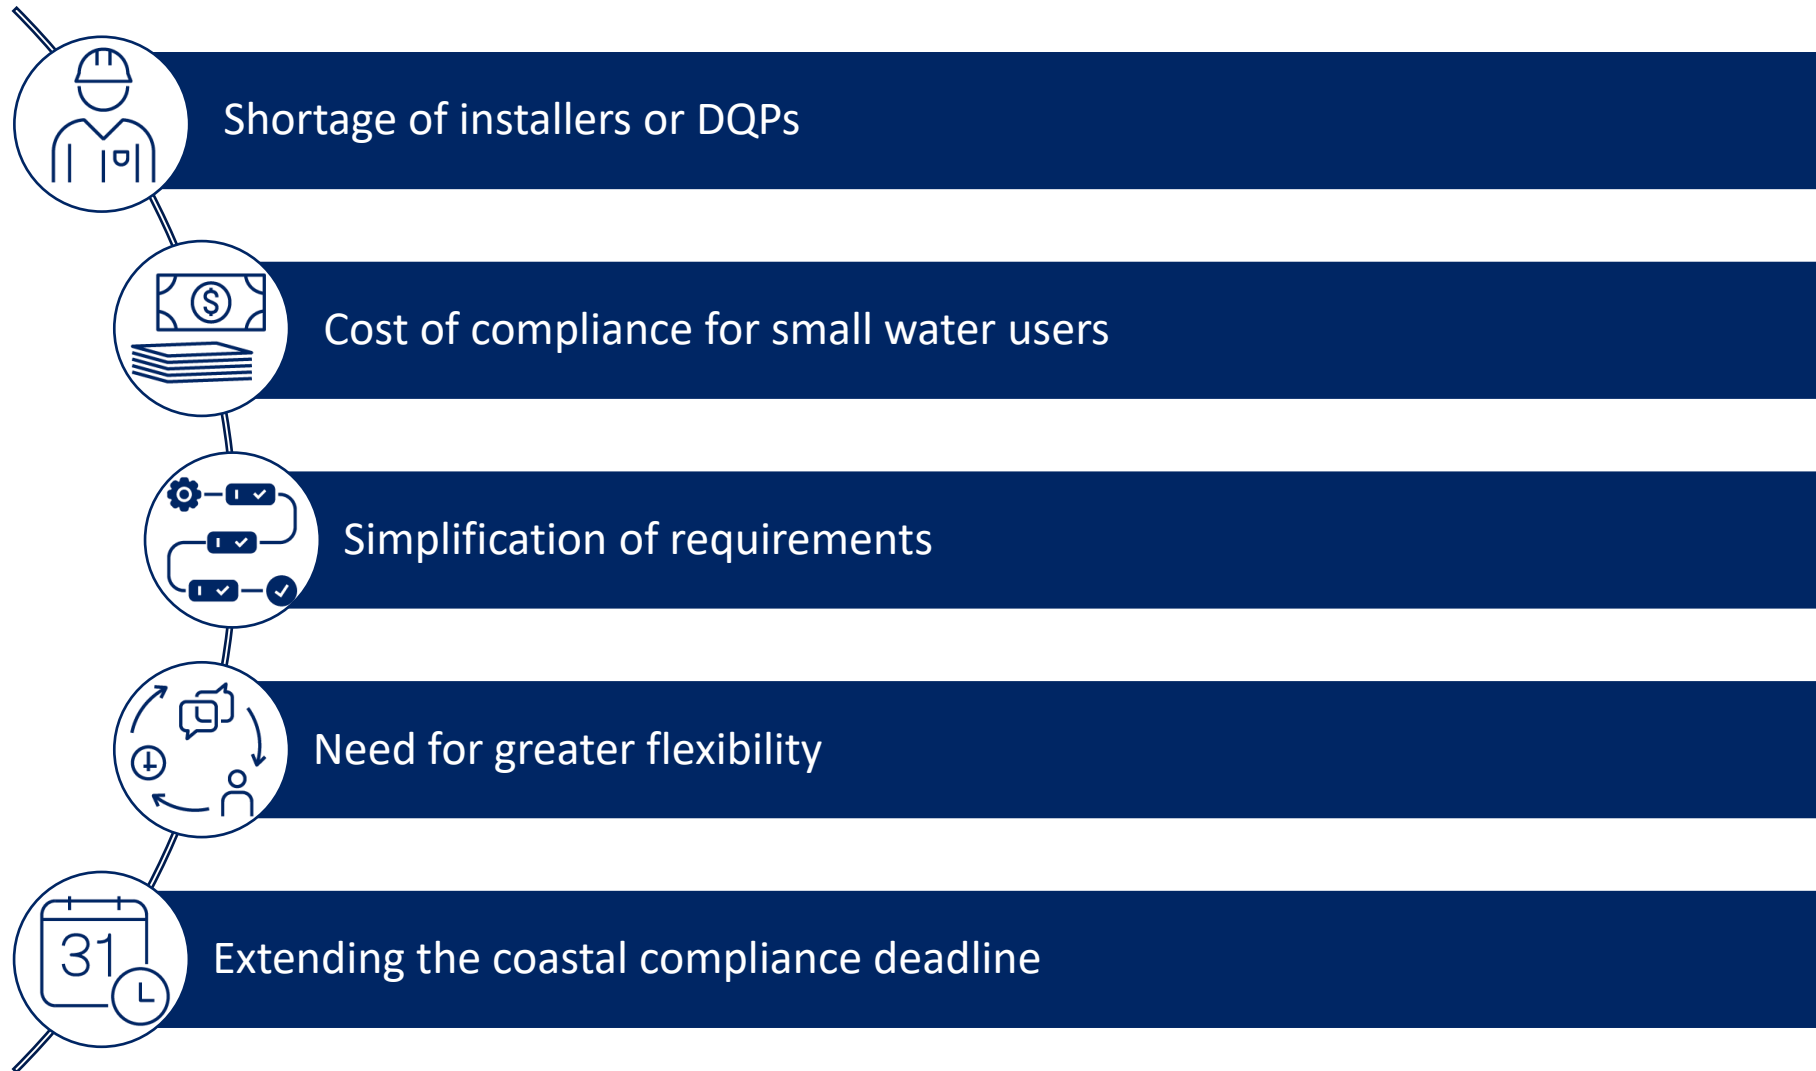 Shortage of installers or DQPs
$
Cost of compliance for small water users
Simplification of requirements
Need for greater flexibility
31
Extending the coastal compliance deadline